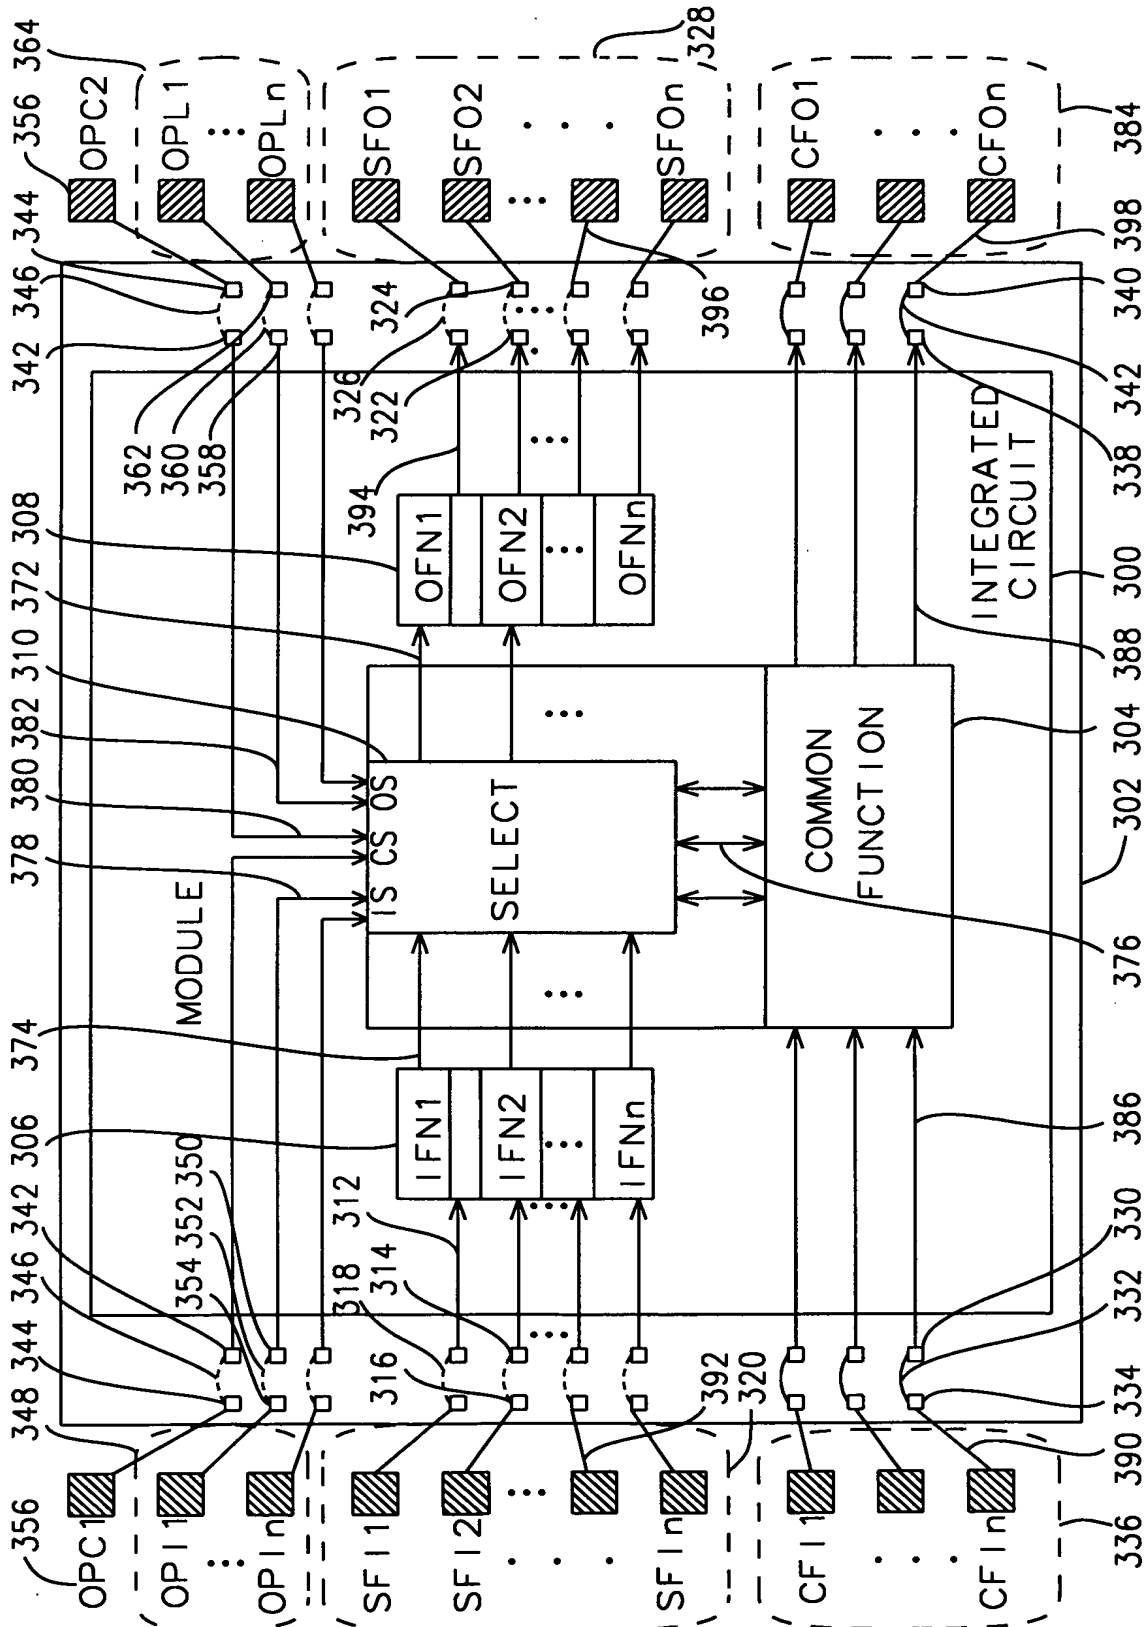 356
348
344
346
342
306
374
378
380
382
310
372
308
342
346
344
356
364
354
352
350
362
360
358
OPC1
OPI1
OPIn
MODULE
OPC2
OPL1
OPLn
IS
CS
OS
SFI1
SFI2
SFIn
318
316
314
312
IFN1
IFN2
IFNn
SELECT
OFN1
OFN2
OFNn
394
326
322
324
SFO1
SFO2
SFOn
328
392
320
396
CFI1
CFIn
COMMON
FUNCTION
INTEGRATED
CIRCUIT
CFO1
CFOn
336
390
334
332
330
386
376
302
304
388
300
338
342
340
398
384